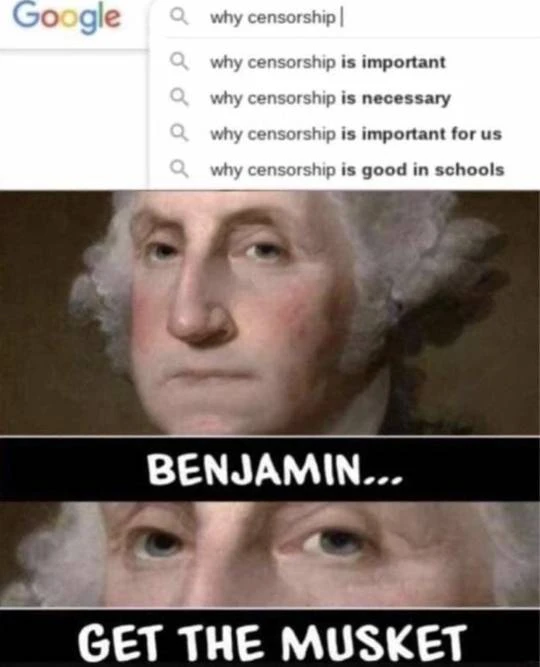 Google
why censorship
why censorship is important
why censorship is necessary
why censorship is important for us
why censorship is good in schools
BENJAMIN...
GET THE MUSKET